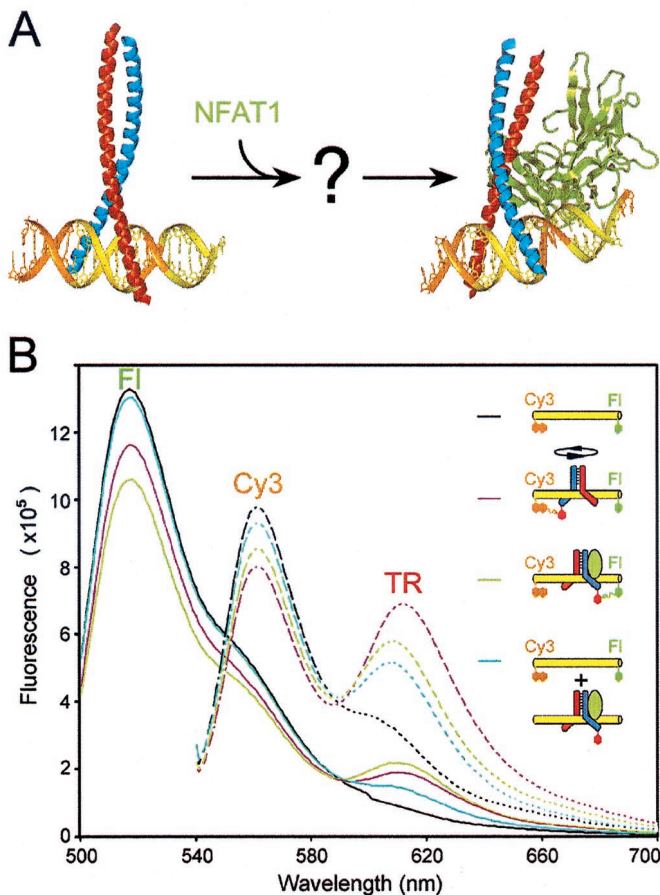 A
NFAT1
?
B
Fl
Cy3
TR
Cy3 Fl
Cy3 Fl
Cy3 Fl
Cy3 Fl
+
Fluorescence ( x10⁵)
12
10
8
6
4
2
0
500 540 580 620 660 700
Wavelength (nm)